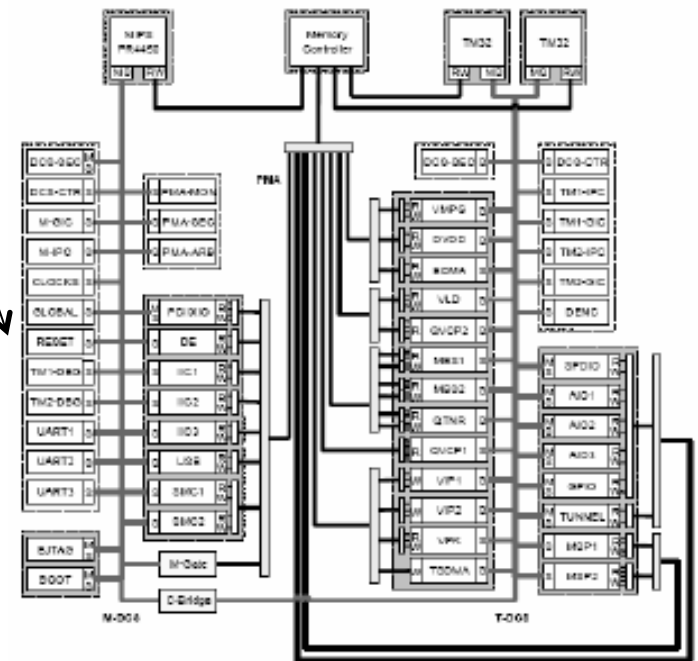 MIPS
PR4450
Memory
Controller
TM32
TM32
RW
RW
RW
PMA
DCS-SEC
DCS-CTR
M-GIC
M-IPC
CLOCKS
GLOBAL
RESET
TM1-DBG
TM2-DBG
UART1
UART2
UART3
EJTAG
BOOT
PMA-MON
PMA-SEC
PMA-ARB
PCI/XIO
DE
IIC1
IIC2
IIC3
USB
SMC1
SMC2
M-Gate
C-Bridge
M-DCS
DCS-SEC
VMPG
DVDD
EDMA
VLD
QVCP2
MBS1
MBS2
QTNR
QVCP1
VIP1
VIP2
VPK
TSDMA
DCS-CTR
TM1-IPC
TM1-GIC
TM2-IPC
TM2-GIC
DENC
SPDIO
AIO1
AIO2
AIO3
GPIO
TUNNEL
MSP1
MSP2
T-DCS